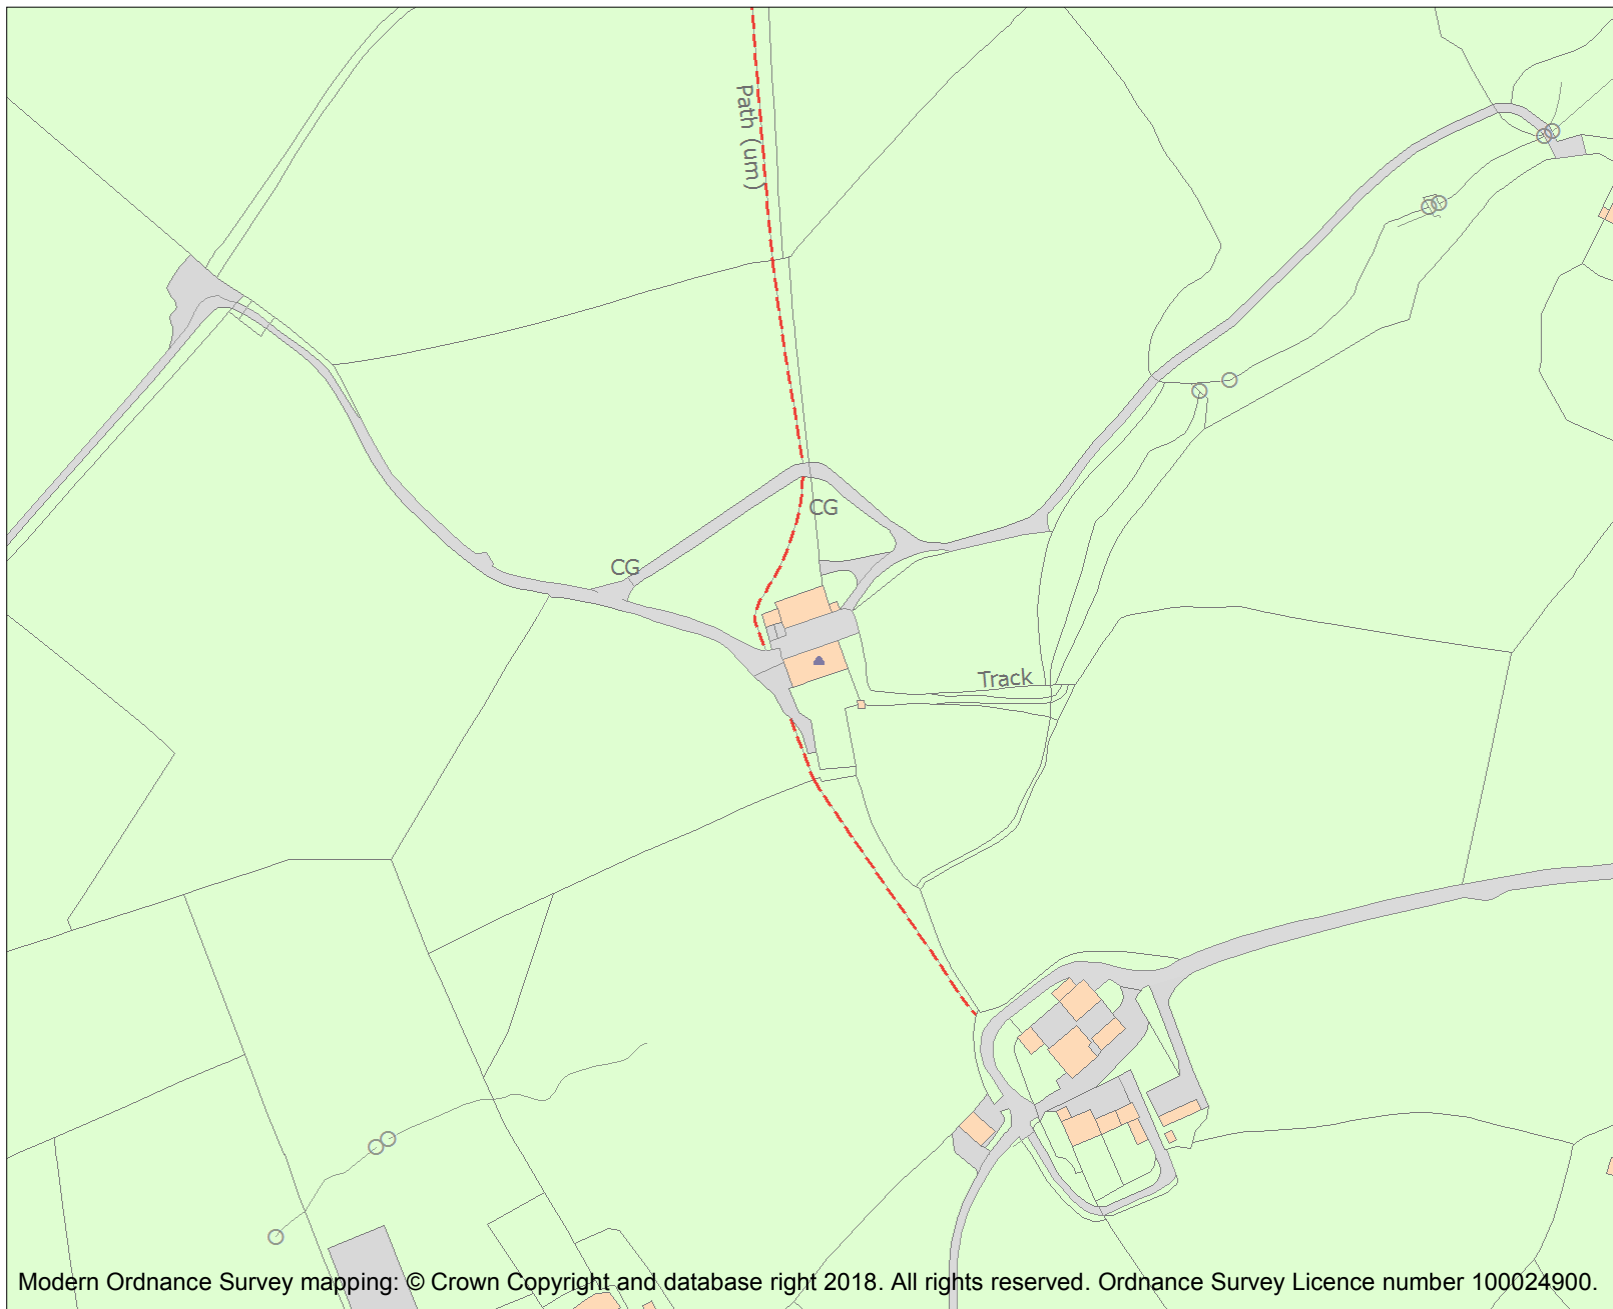 Path (um)
CG
CG
Track
Modern Ordnance Survey mapping: © Crown Copyright and database right 2018. All rights reserved. Ordnance Survey Licence number 100024900.